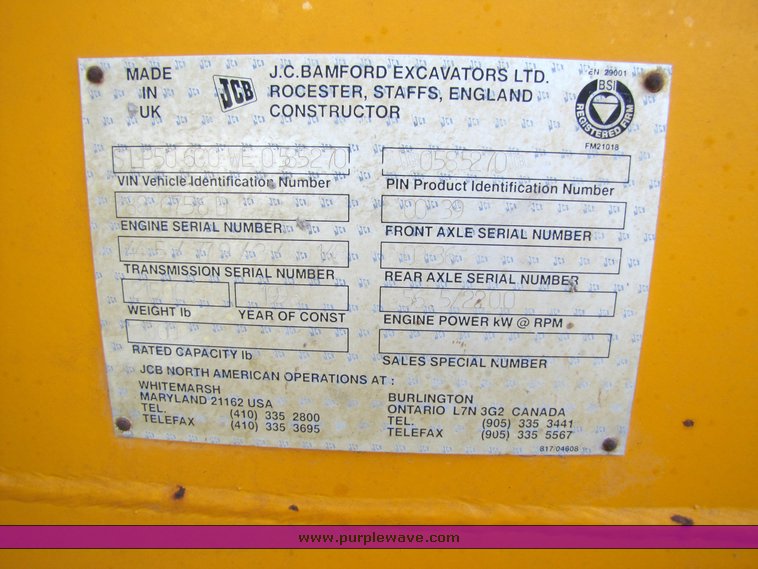 MADE
IN
UK
JCB
J.C.BAMFORD EXCAVATORS LTD.
ROCESTER, STAFFS, ENGLAND
CONSTRUCTOR
EN 29001
BSI
REGISTERED FIRM
FM21018
VIN Vehicle Identification Number
0585270
PIN Product Identification Number
ENGINE SERIAL NUMBER
FRONT AXLE SERIAL NUMBER
TRANSMISSION SERIAL NUMBER
REAR AXLE SERIAL NUMBER
WEIGHT lb
YEAR OF CONST
ENGINE POWER kW @ RPM
RATED CAPACITY lb
SALES SPECIAL NUMBER
JCB NORTH AMERICAN OPERATIONS AT :
WHITEMARSH
MARYLAND 21162 USA
TEL. (410) 335 2800
TELEFAX (410) 335 3695
BURLINGTON
ONTARIO L7N 3G2 CANADA
TEL. (905) 335 3441
TELEFAX (905) 335 5567
817/04608
www.purplewave.com